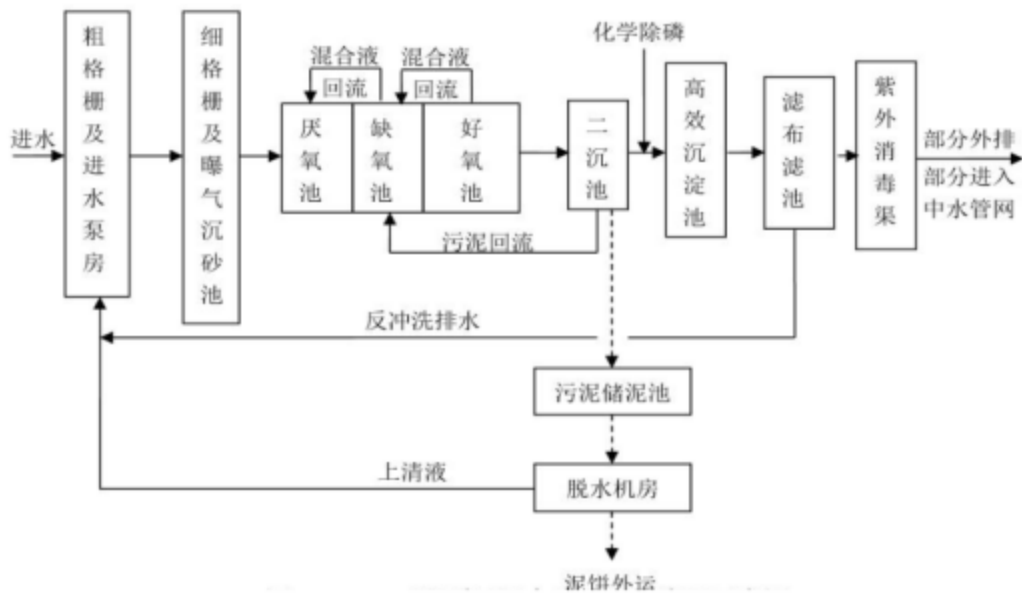 进水
粗格栅及进水泵房
细格栅及曝气沉砂池
混合液
回流
混合液
回流
厌氧池
缺氧池
好氧池
污泥回流
二沉池
化学除磷
高效沉淀池
滤布滤池
紫外消毒渠
部分外排
部分进入
中水管网
反冲洗排水
污泥储泥池
上清液
脱水机房
泥饼外运